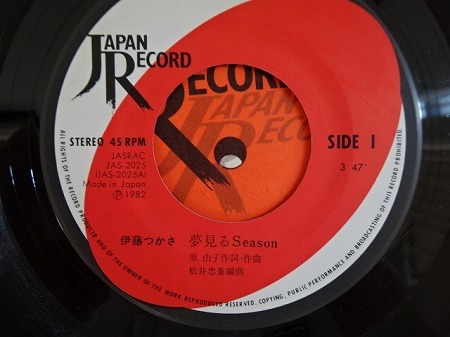 JAPAN
RECORD
RECORD
JAPAN
RECORD
STEREO 45 RPM
SIDE 1
JASRAC
JAS-2025
(JAS-2025A)
Made in Japan
Ⓟ 1982
3 47"
伊藤つかさ 夢見るSeason
原 由子作詞・作曲
松井忠重編曲
ALL RIGHTS OF THE RECORD PRODUCER AND OF THE OWNER OF THE WORK REPRODUCED RESERVED. COPYING, PUBLIC PERFORMANCE AND BROADCASTING OF THIS RECORD PROHIBITED